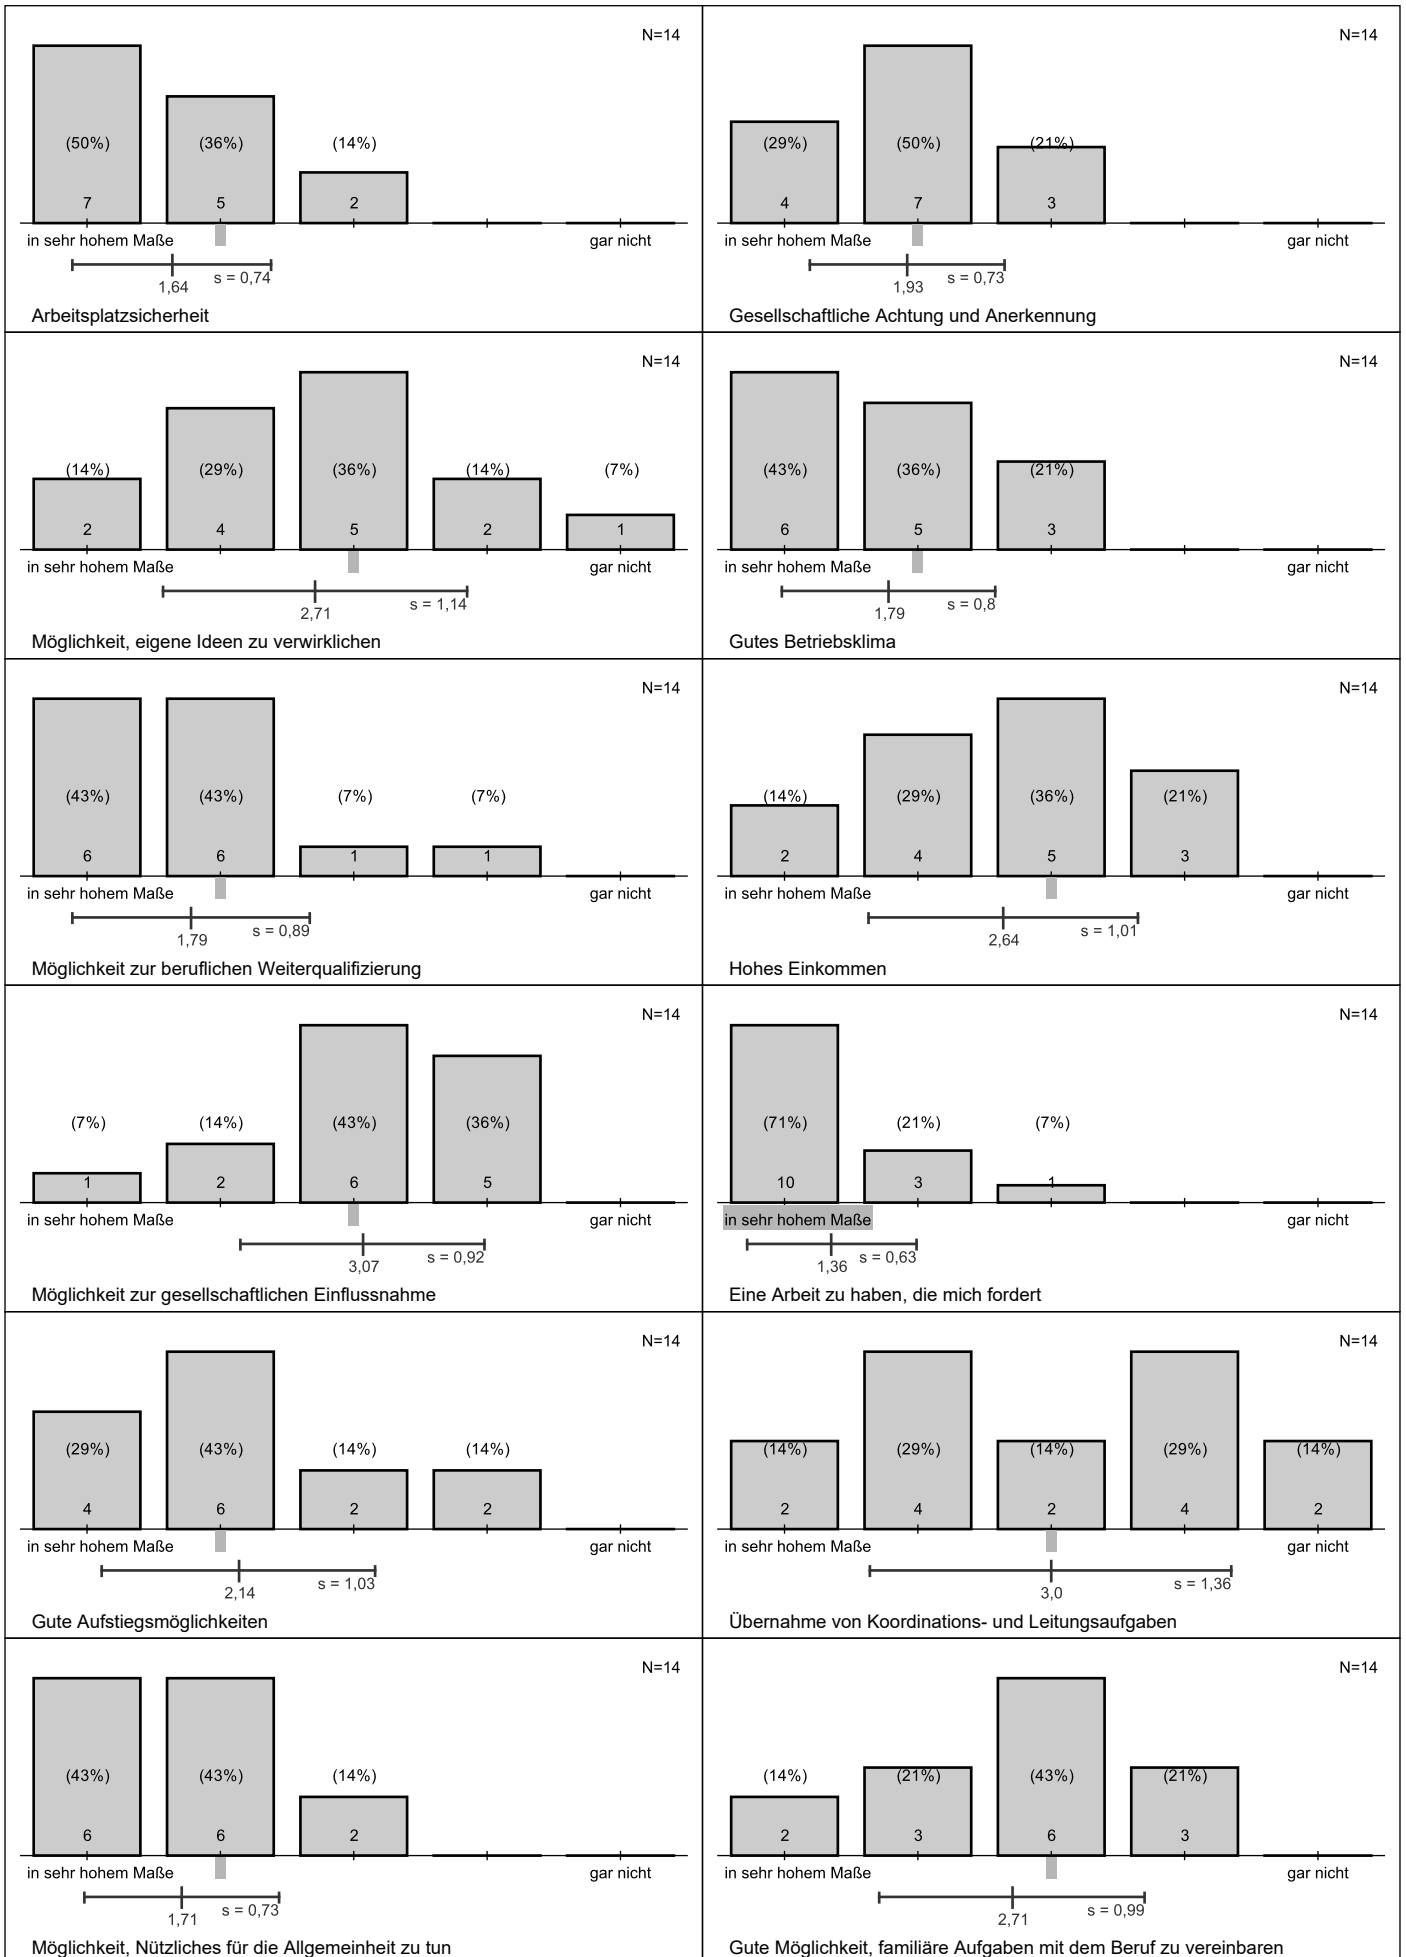 N=14
(50%) (36%) (14%)
7 5 2
in sehr hohem Maße gar nicht
s = 0,74
1,64
Arbeitsplatzsicherheit
N=14
(29%) (50%) (21%)
4 7 3
in sehr hohem Maße gar nicht
s = 0,73
1,93
Gesellschaftliche Achtung und Anerkennung
N=14
(14%) (29%) (36%) (14%) (7%)
2 4 5 2 1
in sehr hohem Maße gar nicht
s = 1,14
2,71
Möglichkeit, eigene Ideen zu verwirklichen
N=14
(43%) (36%) (21%)
6 5 3
in sehr hohem Maße gar nicht
s = 0,8
1,79
Gutes Betriebsklima
N=14
(43%) (43%) (7%) (7%)
6 6 1 1
in sehr hohem Maße gar nicht
s = 0,89
1,79
Möglichkeit zur beruflichen Weiterqualifizierung
N=14
(14%) (29%) (36%) (21%)
2 4 5 3
in sehr hohem Maße gar nicht
s = 1,01
2,64
Hohes Einkommen
N=14
(7%) (14%) (43%) (36%)
1 2 6 5
in sehr hohem Maße gar nicht
s = 0,92
3,07
Möglichkeit zur gesellschaftlichen Einflussnahme
N=14
(71%) (21%) (7%)
10 3 1
in sehr hohem Maße gar nicht
s = 0,63
1,36
Eine Arbeit zu haben, die mich fordert
N=14
(29%) (43%) (14%) (14%)
4 6 2 2
in sehr hohem Maße gar nicht
s = 1,03
2,14
Gute Aufstiegsmöglichkeiten
N=14
(14%) (29%) (14%) (29%) (14%)
2 4 2 4 2
in sehr hohem Maße gar nicht
s = 1,36
3,0
Übernahme von Koordinations- und Leitungsaufgaben
N=14
(43%) (43%) (14%)
6 6 2
in sehr hohem Maße gar nicht
s = 0,73
1,71
Möglichkeit, Nützliches für die Allgemeinheit zu tun
N=14
(14%) (21%) (43%) (21%)
2 3 6 3
in sehr hohem Maße gar nicht
s = 0,99
2,71
Gute Möglichkeit, familiäre Aufgaben mit dem Beruf zu vereinbaren